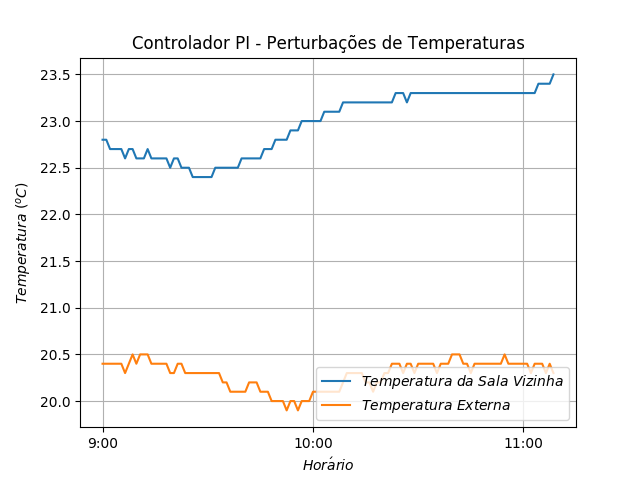 Controlador PI - Perturbações de Temperaturas
Temperatura (ºC)
23.5
23.0
22.5
22.0
21.5
21.0
20.5
20.0
Temperatura da Sala Vizinha
Temperatura Externa
9:00 10:00 11:00
Horário